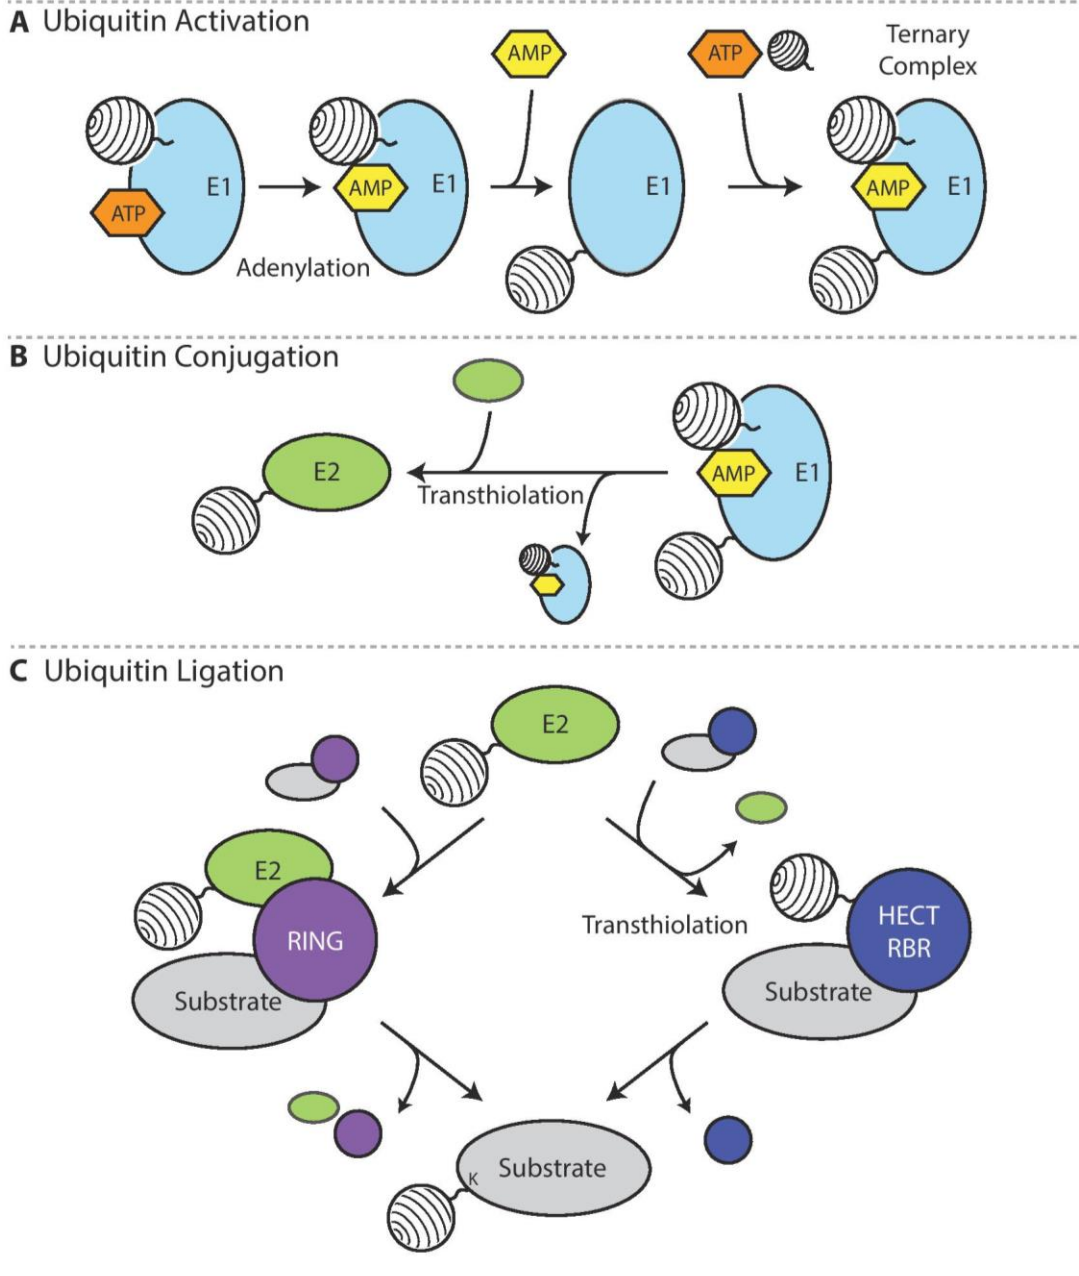 A Ubiquitin Activation
AMP
ATP
Ternary
Complex
E1
ATP
AMP
E1
E1
AMP
E1
Adenylation
B Ubiquitin Conjugation
E2
Transthiolation
AMP
E1
C Ubiquitin Ligation
E2
E2
RING
Substrate
Transthiolation
HECT
RBR
Substrate
K
Substrate